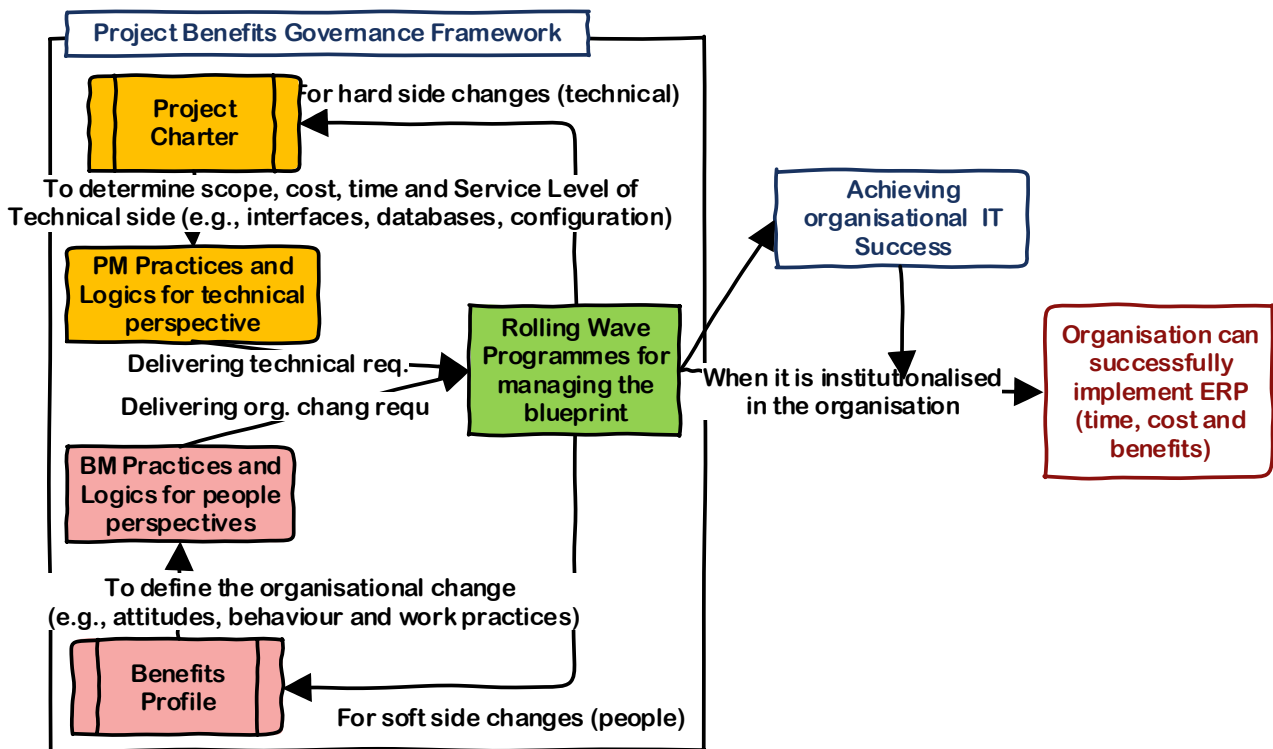 Project Benefits Governance Framework
For hard side changes (technical)
Project
Charter
To determine scope, cost, time and Service Level of
Technical side (e.g., interfaces, databases, configuration)
PM Practices and
Logics for technical
perspective
Delivering technical req.
Delivering org. chang requ
Rolling Wave
Programmes for
managing the
blueprint
BM Practices and
Logics for people
perspectives
To define the organisational change
(e.g., attitudes, behaviour and work practices)
Benefits
Profile
For soft side changes (people)
Achieving
organisational IT
Success
When it is institutionalised
in the organisation
Organisation can
successfully
implement ERP
(time, cost and
benefits)